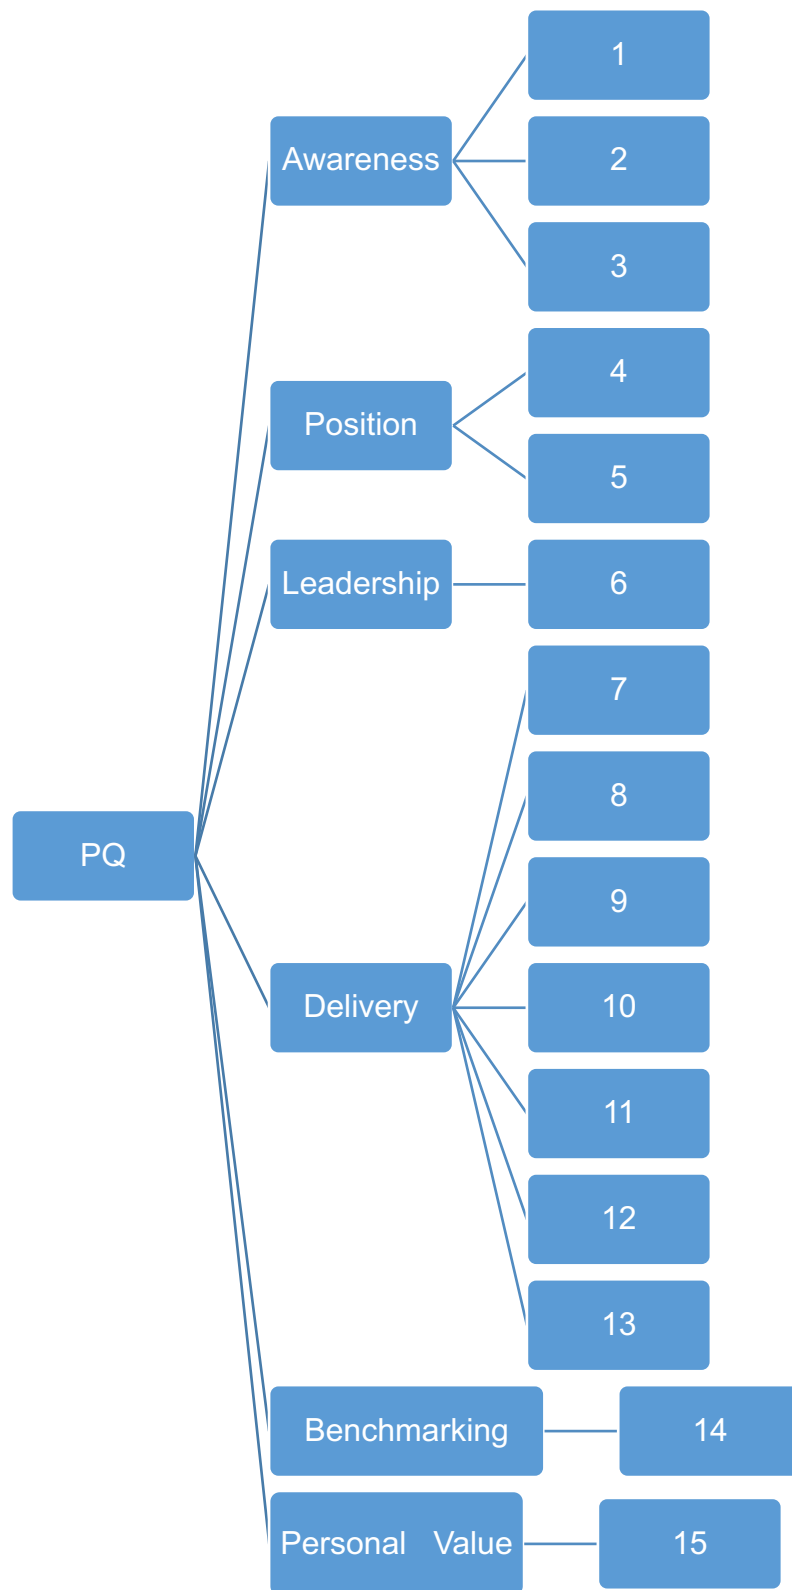 PQ
Awareness
1
2
3
Position
4
5
Leadership
6
Delivery
7
8
9
10
11
12
13
Benchmarking
14
Personal Value
15